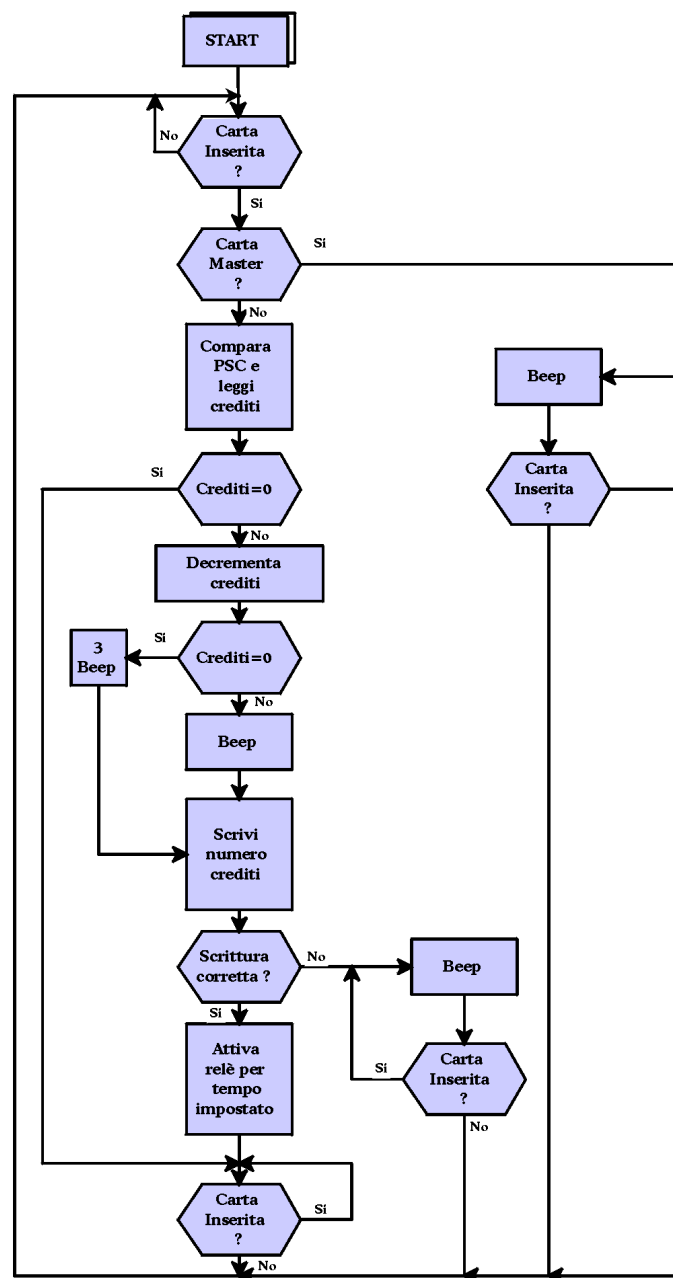 START
No
Carta
Inserita
?
Si
Carta
Master
?
Si
No
Compara
PSC e
leggi
crediti
Beep
Carta
Inserita
?
Si
Crediti=0
No
Decrementa
crediti
Si
3
Beep
Crediti=0
No
Beep
Scrivi
numero
crediti
Scrittura
corretta ?
No
Beep
Si
Attiva
relè per
tempo
impostato
Si
Carta
Inserita
?
No
Carta
Inserita
?
Si
No